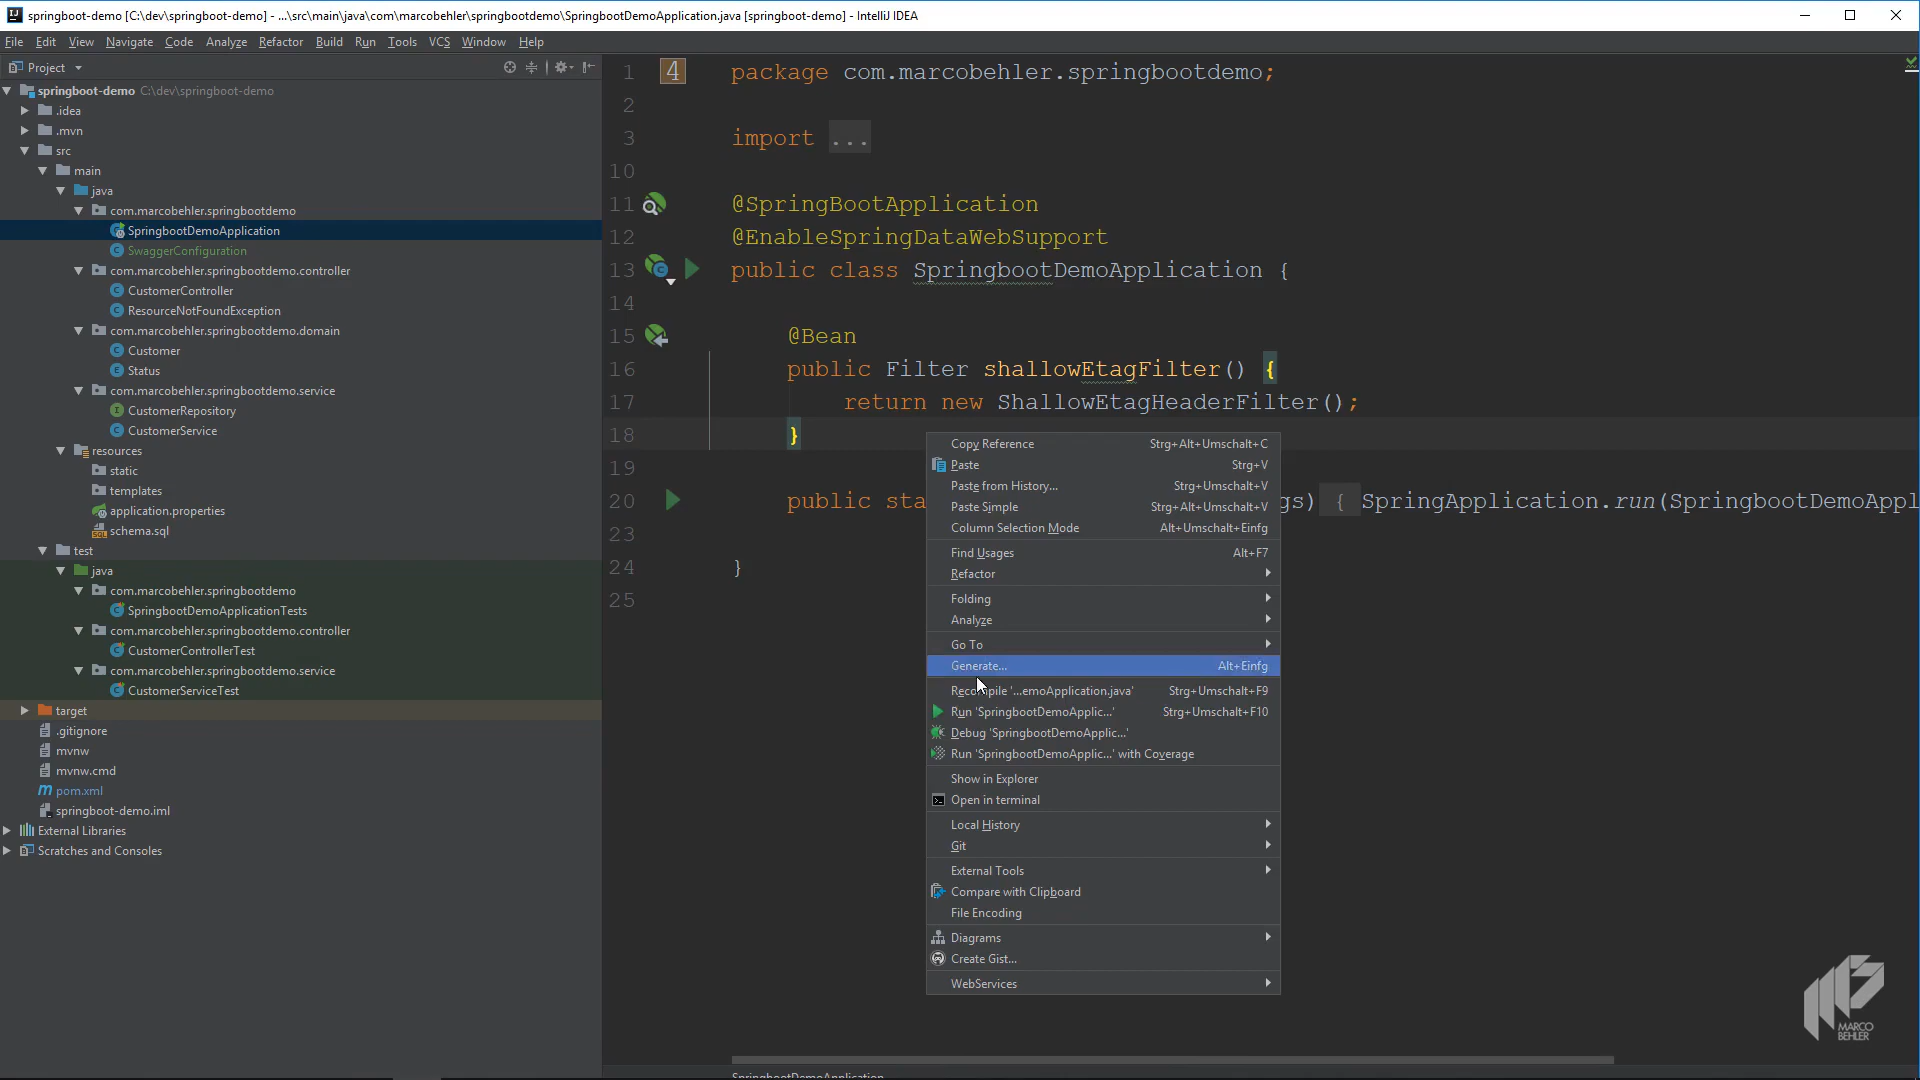 springboot-demo [C:\dev\springboot-demo] - ...\src\main\java\com\marcobehler\springbootdemo\SpringbootDemoApplication.java [springboot-demo] - IntelliJ IDEA
File Edit View Navigate Code Analyze Refactor Build Run Tools VCS Window Help
Project
springboot-demo C:\dev\springboot-demo
.idea
.mvn
src
main
java
com.marcobehler.springbootdemo
SpringbootDemoApplication
SwaggerConfiguration
com.marcobehler.springbootdemo.controller
CustomerController
ResourceNotFoundException
com.marcobehler.springbootdemo.domain
Customer
Status
com.marcobehler.springbootdemo.service
CustomerRepository
CustomerService
resources
static
templates
application.properties
schema.sql
test
java
com.marcobehler.springbootdemo
SpringbootDemoApplicationTests
com.marcobehler.springbootdemo.controller
CustomerControllerTest
com.marcobehler.springbootdemo.service
CustomerServiceTest
target
.gitignore
mvnw
mvnw.cmd
pom.xml
springboot-demo.iml
External Libraries
Scratches and Consoles
1 4 package com.marcobehler.springbootdemo;
2
3 import ...
10
11 @SpringBootApplication
12 @EnableSpringDataWebSupport
13 public class SpringbootDemoApplication {
14
15 @Bean
16 public Filter shallowEtagFilter() {
17 return new ShallowEtagHeaderFilter();
18 }
19
20 public sta gs) { SpringApplication.run(SpringbootDemoAppl
23
24 }
25
Copy Reference Strg+Alt+Umschalt+C
Paste Strg+V
Paste from History... Strg+Umschalt+V
Paste Simple Strg+Alt+Umschalt+V
Column Selection Mode Alt+Umschalt+Einfg
Find Usages Alt+F7
Refactor
Folding
Analyze
Go To
Generate... Alt+Einfg
Recompile '...emoApplication.java' Strg+Umschalt+F9
Run 'SpringbootDemoApplic...' Strg+Umschalt+F10
Debug 'SpringbootDemoApplic...'
Run 'SpringbootDemoApplic...' with Coverage
Show in Explorer
Open in terminal
Local History
Git
External Tools
Compare with Clipboard
File Encoding
Diagrams
Create Gist...
WebServices
SpringbootDemoApplication
MARCO
BEHLER